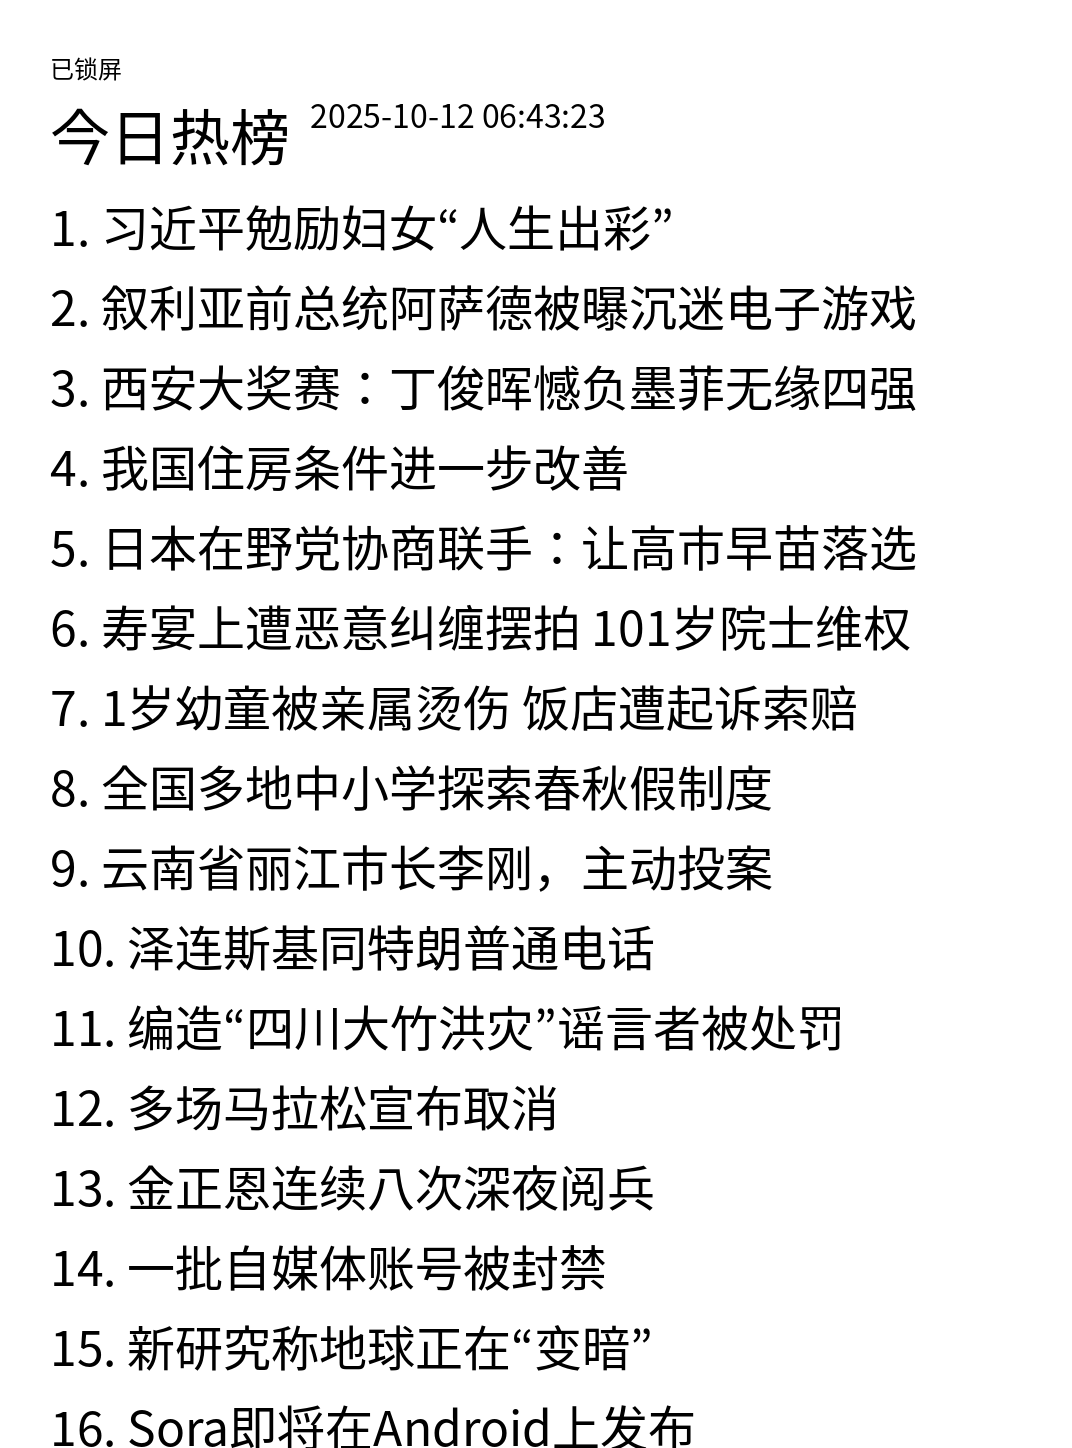 已锁屏
今日热榜 2025-10-12 06:43:23
1. 习近平勉励妇女“人生出彩”
2. 叙利亚前总统阿萨德被曝沉迷电子游戏
3. 西安大奖赛：丁俊晖憾负墨菲无缘四强
4. 我国住房条件进一步改善
5. 日本在野党协商联手：让高市早苗落选
6. 寿宴上遭恶意纠缠摆拍 101岁院士维权
7. 1岁幼童被亲属烫伤 饭店遭起诉索赔
8. 全国多地中小学探索春秋假制度
9. 云南省丽江市长李刚，主动投案
10. 泽连斯基同特朗普通电话
11. 编造“四川大竹洪灾”谣言者被处罚
12. 多场马拉松宣布取消
13. 金正恩连续八次深夜阅兵
14. 一批自媒体账号被封禁
15. 新研究称地球正在“变暗”
16. Sora即将在Android上发布